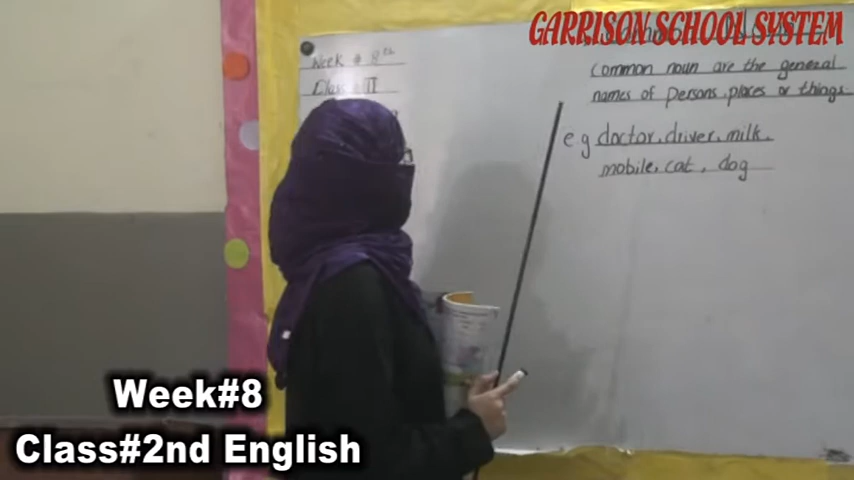 GARRISON SCHOOL SYSTEM
Week # 8th
Class II
common noun are the general
names of persons, places or things
e g doctor, driver, milk,
mobile, cat, dog
Week#8
Class#2nd English